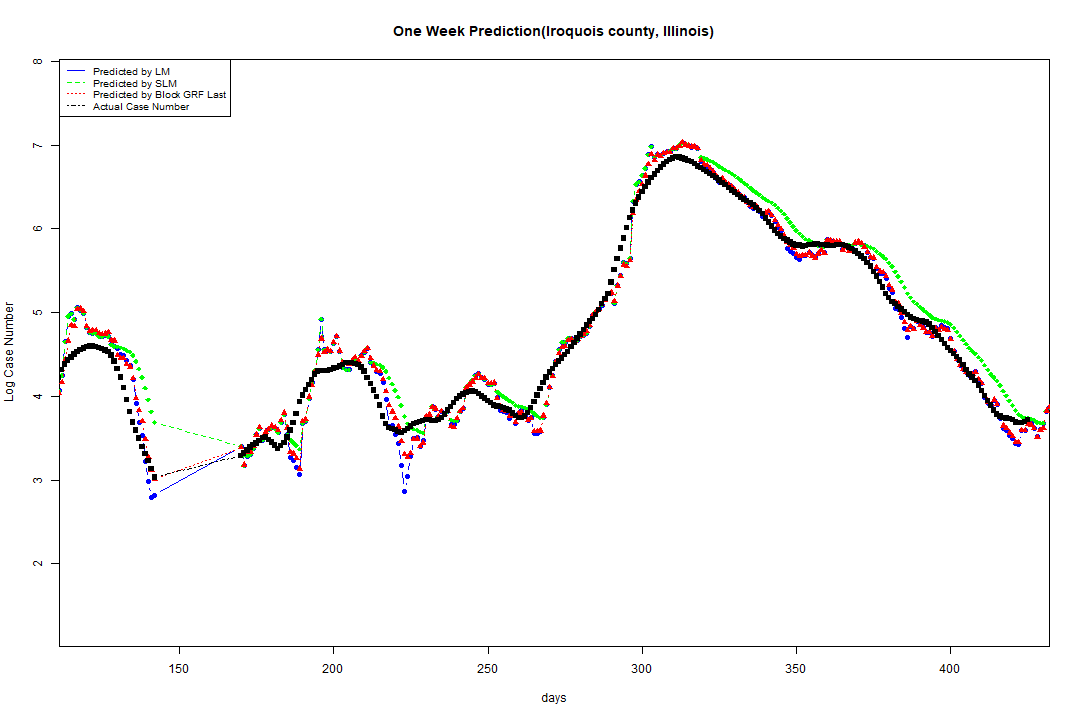 One Week Prediction(Iroquois county, Illinois)
Predicted by LM
Predicted by SLM
Predicted by Block GRF Last
Actual Case Number
8
7
6
5
4
3
2
Log Case Number
150 200 250 300 350 400
days